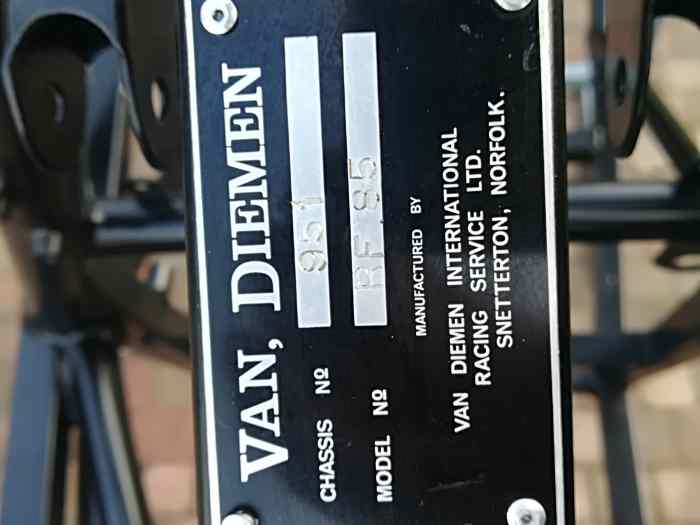 VAN, DIEMEN
CHASSIS Nº 951
MODEL Nº RF 85
MANUFACTURED BY
VAN DIEMEN INTERNATIONAL
RACING SERVICE LTD.
SNETTERTON, NORFOLK.